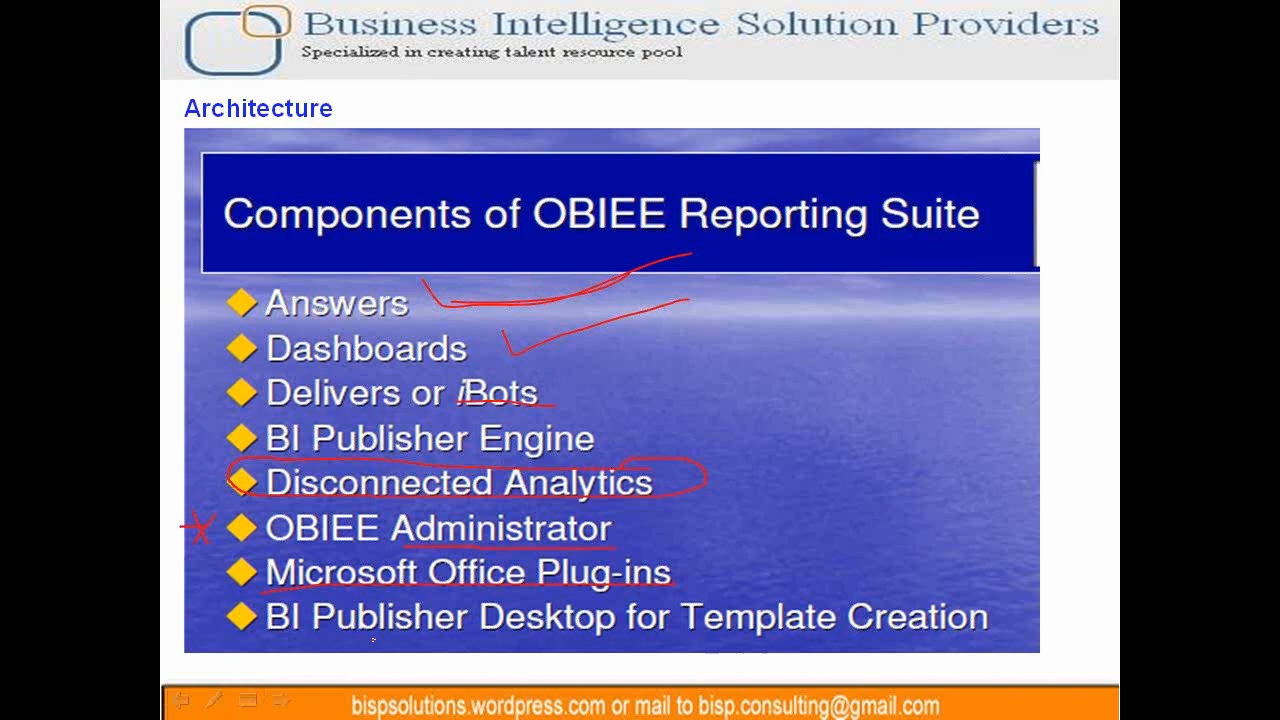 Business Intelligence Solution Providers
Specialized in creating talent resource pool
Architecture
Components of OBIEE Reporting Suite
Answers
Dashboards
Delivers or iBots
BI Publisher Engine
Disconnected Analytics
OBIEE Administrator
Microsoft Office Plug-ins
BI Publisher Desktop for Template Creation
bispsolutions.wordpress.com or mail to bisp.consulting@gmail.com